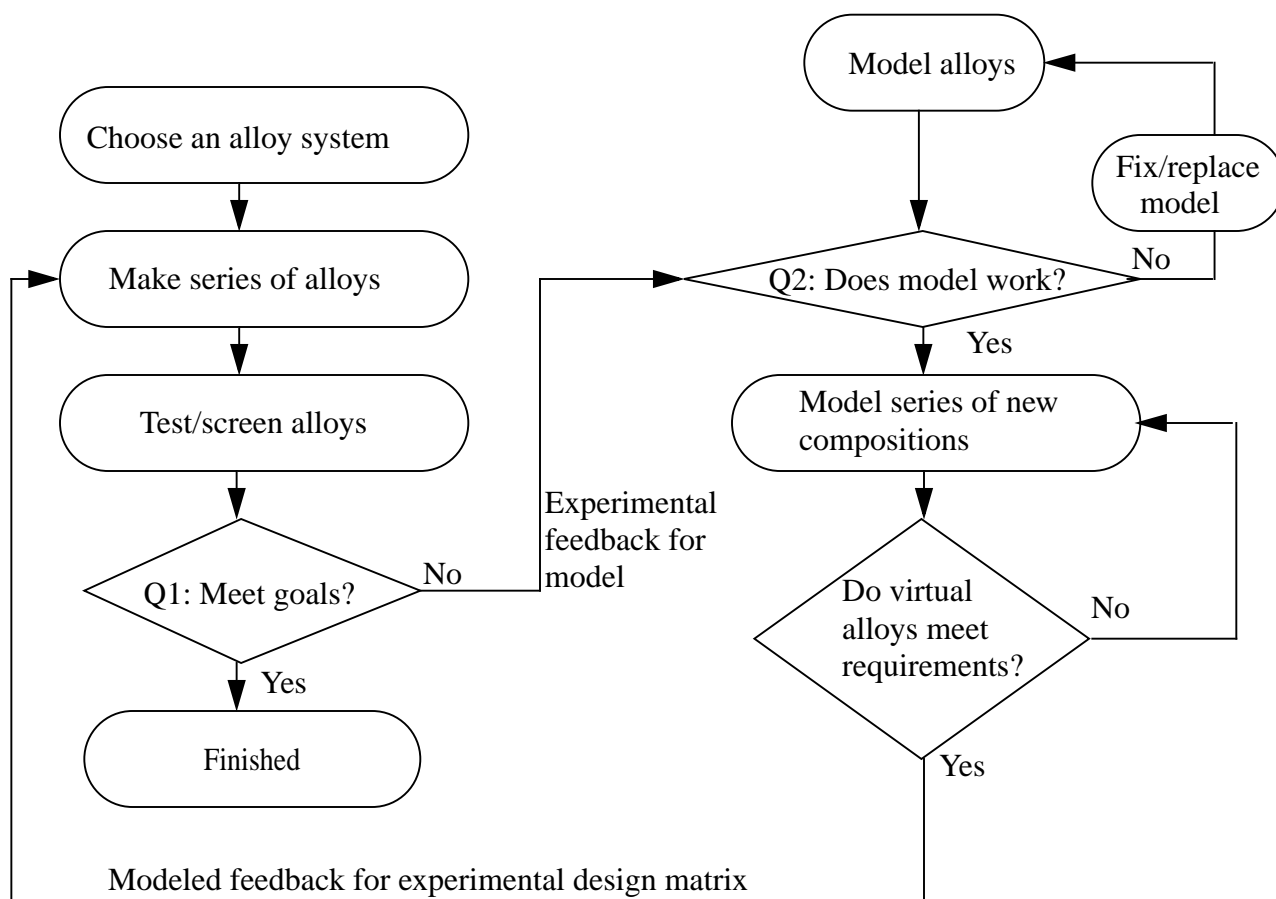 Model alloys
Choose an alloy system
Fix/replace
model
Make series of alloys
Q2: Does model work?
No
Yes
Test/screen alloys
Model series of new
compositions
Experimental
feedback for
model
Q1: Meet goals?
No
Do virtual
alloys meet
requirements?
No
Yes
Finished
Yes
Modeled feedback for experimental design matrix